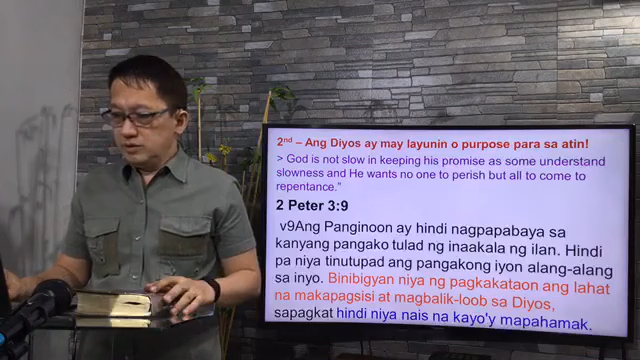 2nd – Ang Diyos ay may layunin o purpose para sa atin!
> God is not slow in keeping his promise as some understand
slowness and He wants no one to perish but all to come to
repentance.”
2 Peter 3:9
v9Ang Panginoon ay hindi nagpapabaya sa
kanyang pangako tulad ng inaakala ng ilan. Hindi
pa niya tinutupad ang pangakong iyon alang-alang
sa inyo. Binibigyan niya ng pagkakataon ang lahat
na makapagsisi at magbalik-loob sa Diyos,
sapagkat hindi niya nais na kayo'y mapahamak.